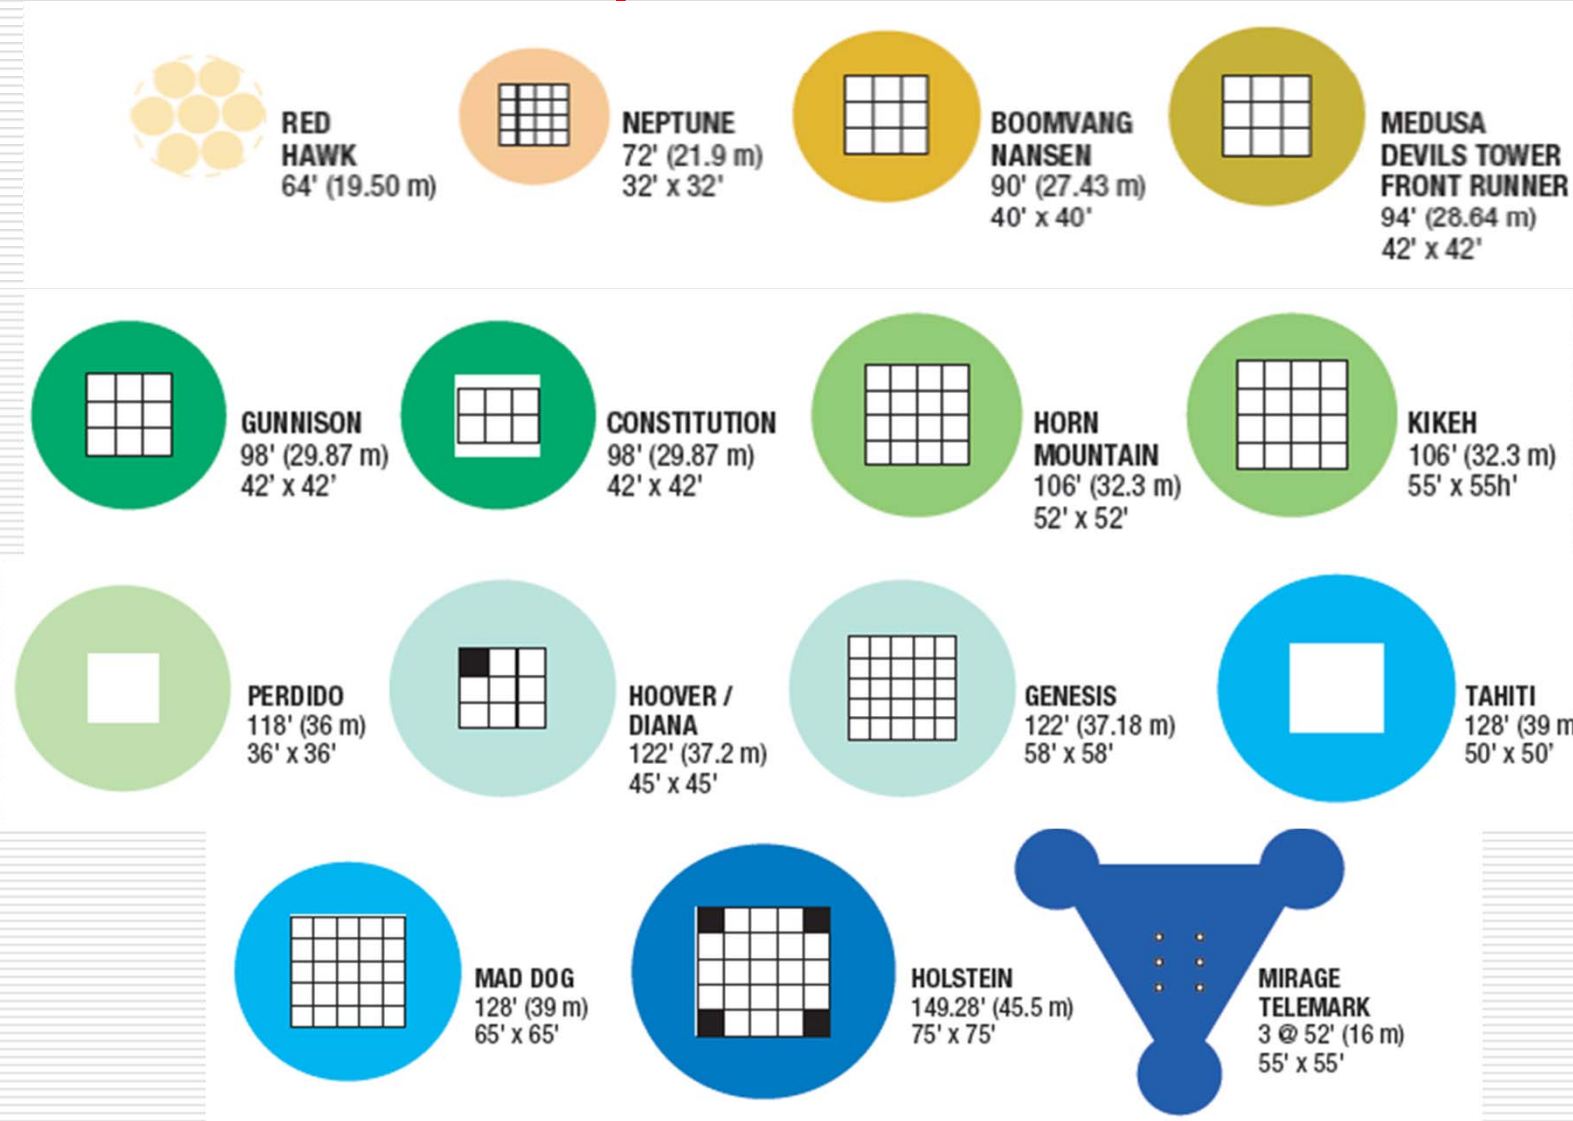 RED
HAWK
64' (19.50 m)
NEPTUNE
72' (21.9 m)
32' x 32'
BOOMVANG
NANSEN
90' (27.43 m)
40' x 40'
MEDUSA
DEVILS TOWER
FRONT RUNNER
94' (28.64 m)
42' x 42'
GUNNISON
98' (29.87 m)
42' x 42'
CONSTITUTION
98' (29.87 m)
42' x 42'
HORN
MOUNTAIN
106' (32.3 m)
52' x 52'
KIKEH
106' (32.3 m)
55' x 55h'
PERDIDO
118' (36 m)
36' x 36'
HOOVER /
DIANA
122' (37.2 m)
45' x 45'
GENESIS
122' (37.18 m)
58' x 58'
TAHITI
128' (39 m
50' x 50'
MAD DOG
128' (39 m)
65' x 65'
HOLSTEIN
149.28' (45.5 m)
75' x 75'
MIRAGE
TELEMARK
3 @ 52' (16 m)
55' x 55'